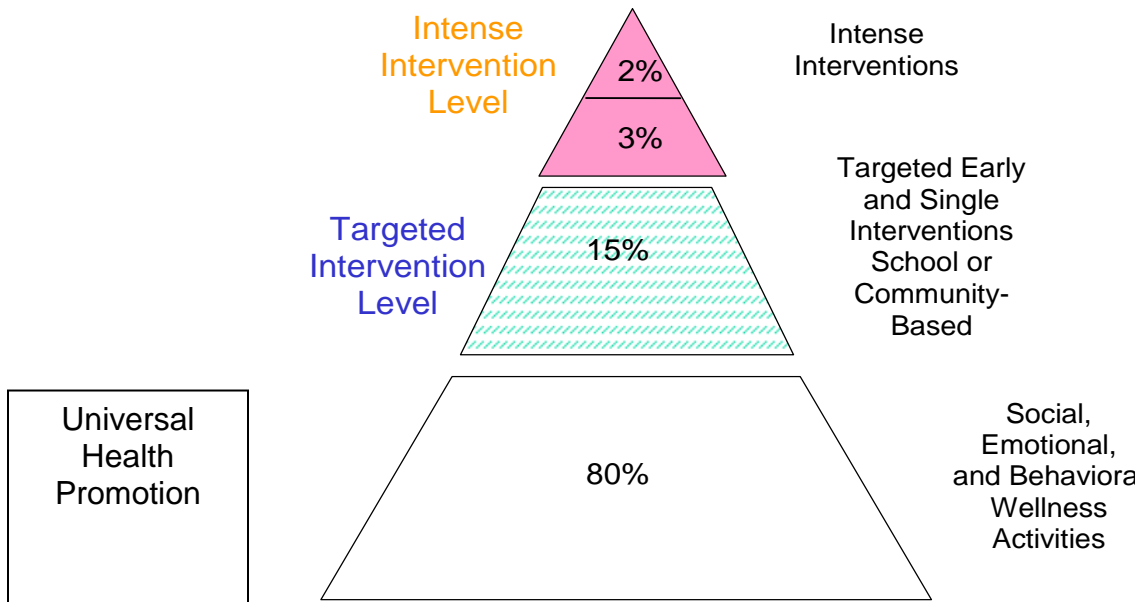 Intense
Intervention
Level
2%
3%
Intense
Interventions
Targeted
Intervention
Level
15%
Targeted Early
and Single
Interventions
School or
Community-
Based
Universal
Health
Promotion
80%
Social,
Emotional,
and Behaviora
Wellness
Activities